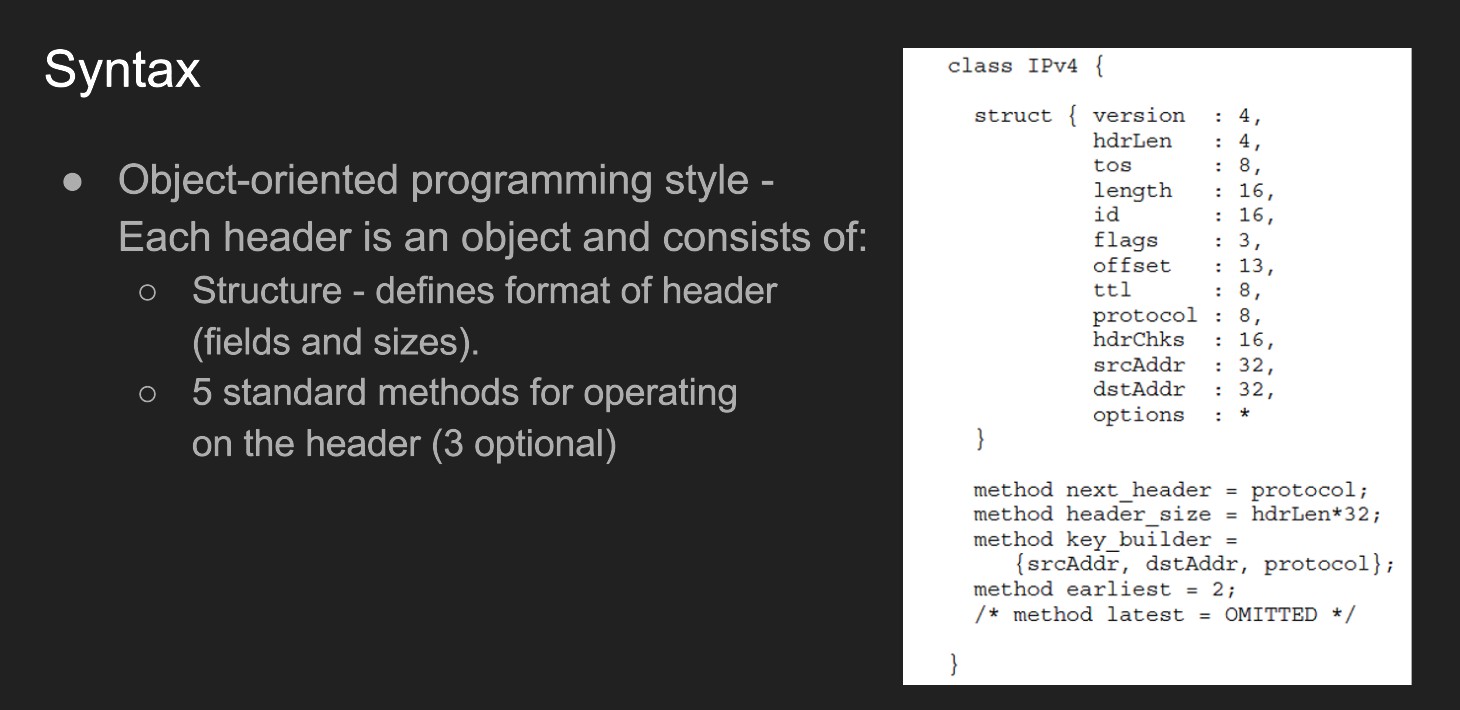 Syntax
● Object-oriented programming style -
Each header is an object and consists of:
○ Structure - defines format of header
(fields and sizes).
○ 5 standard methods for operating
on the header (3 optional)
class IPv4 {
struct { version : 4,
hdrLen : 4,
tos : 8,
length : 16,
id : 16,
flags : 3,
offset : 13,
ttl : 8,
protocol : 8,
hdrChks : 16,
srcAddr : 32,
dstAddr : 32,
options : *
}
method next_header = protocol;
method header_size = hdrLen*32;
method key_builder =
{srcAddr, dstAddr, protocol};
method earliest = 2;
/* method latest = OMITTED */
}